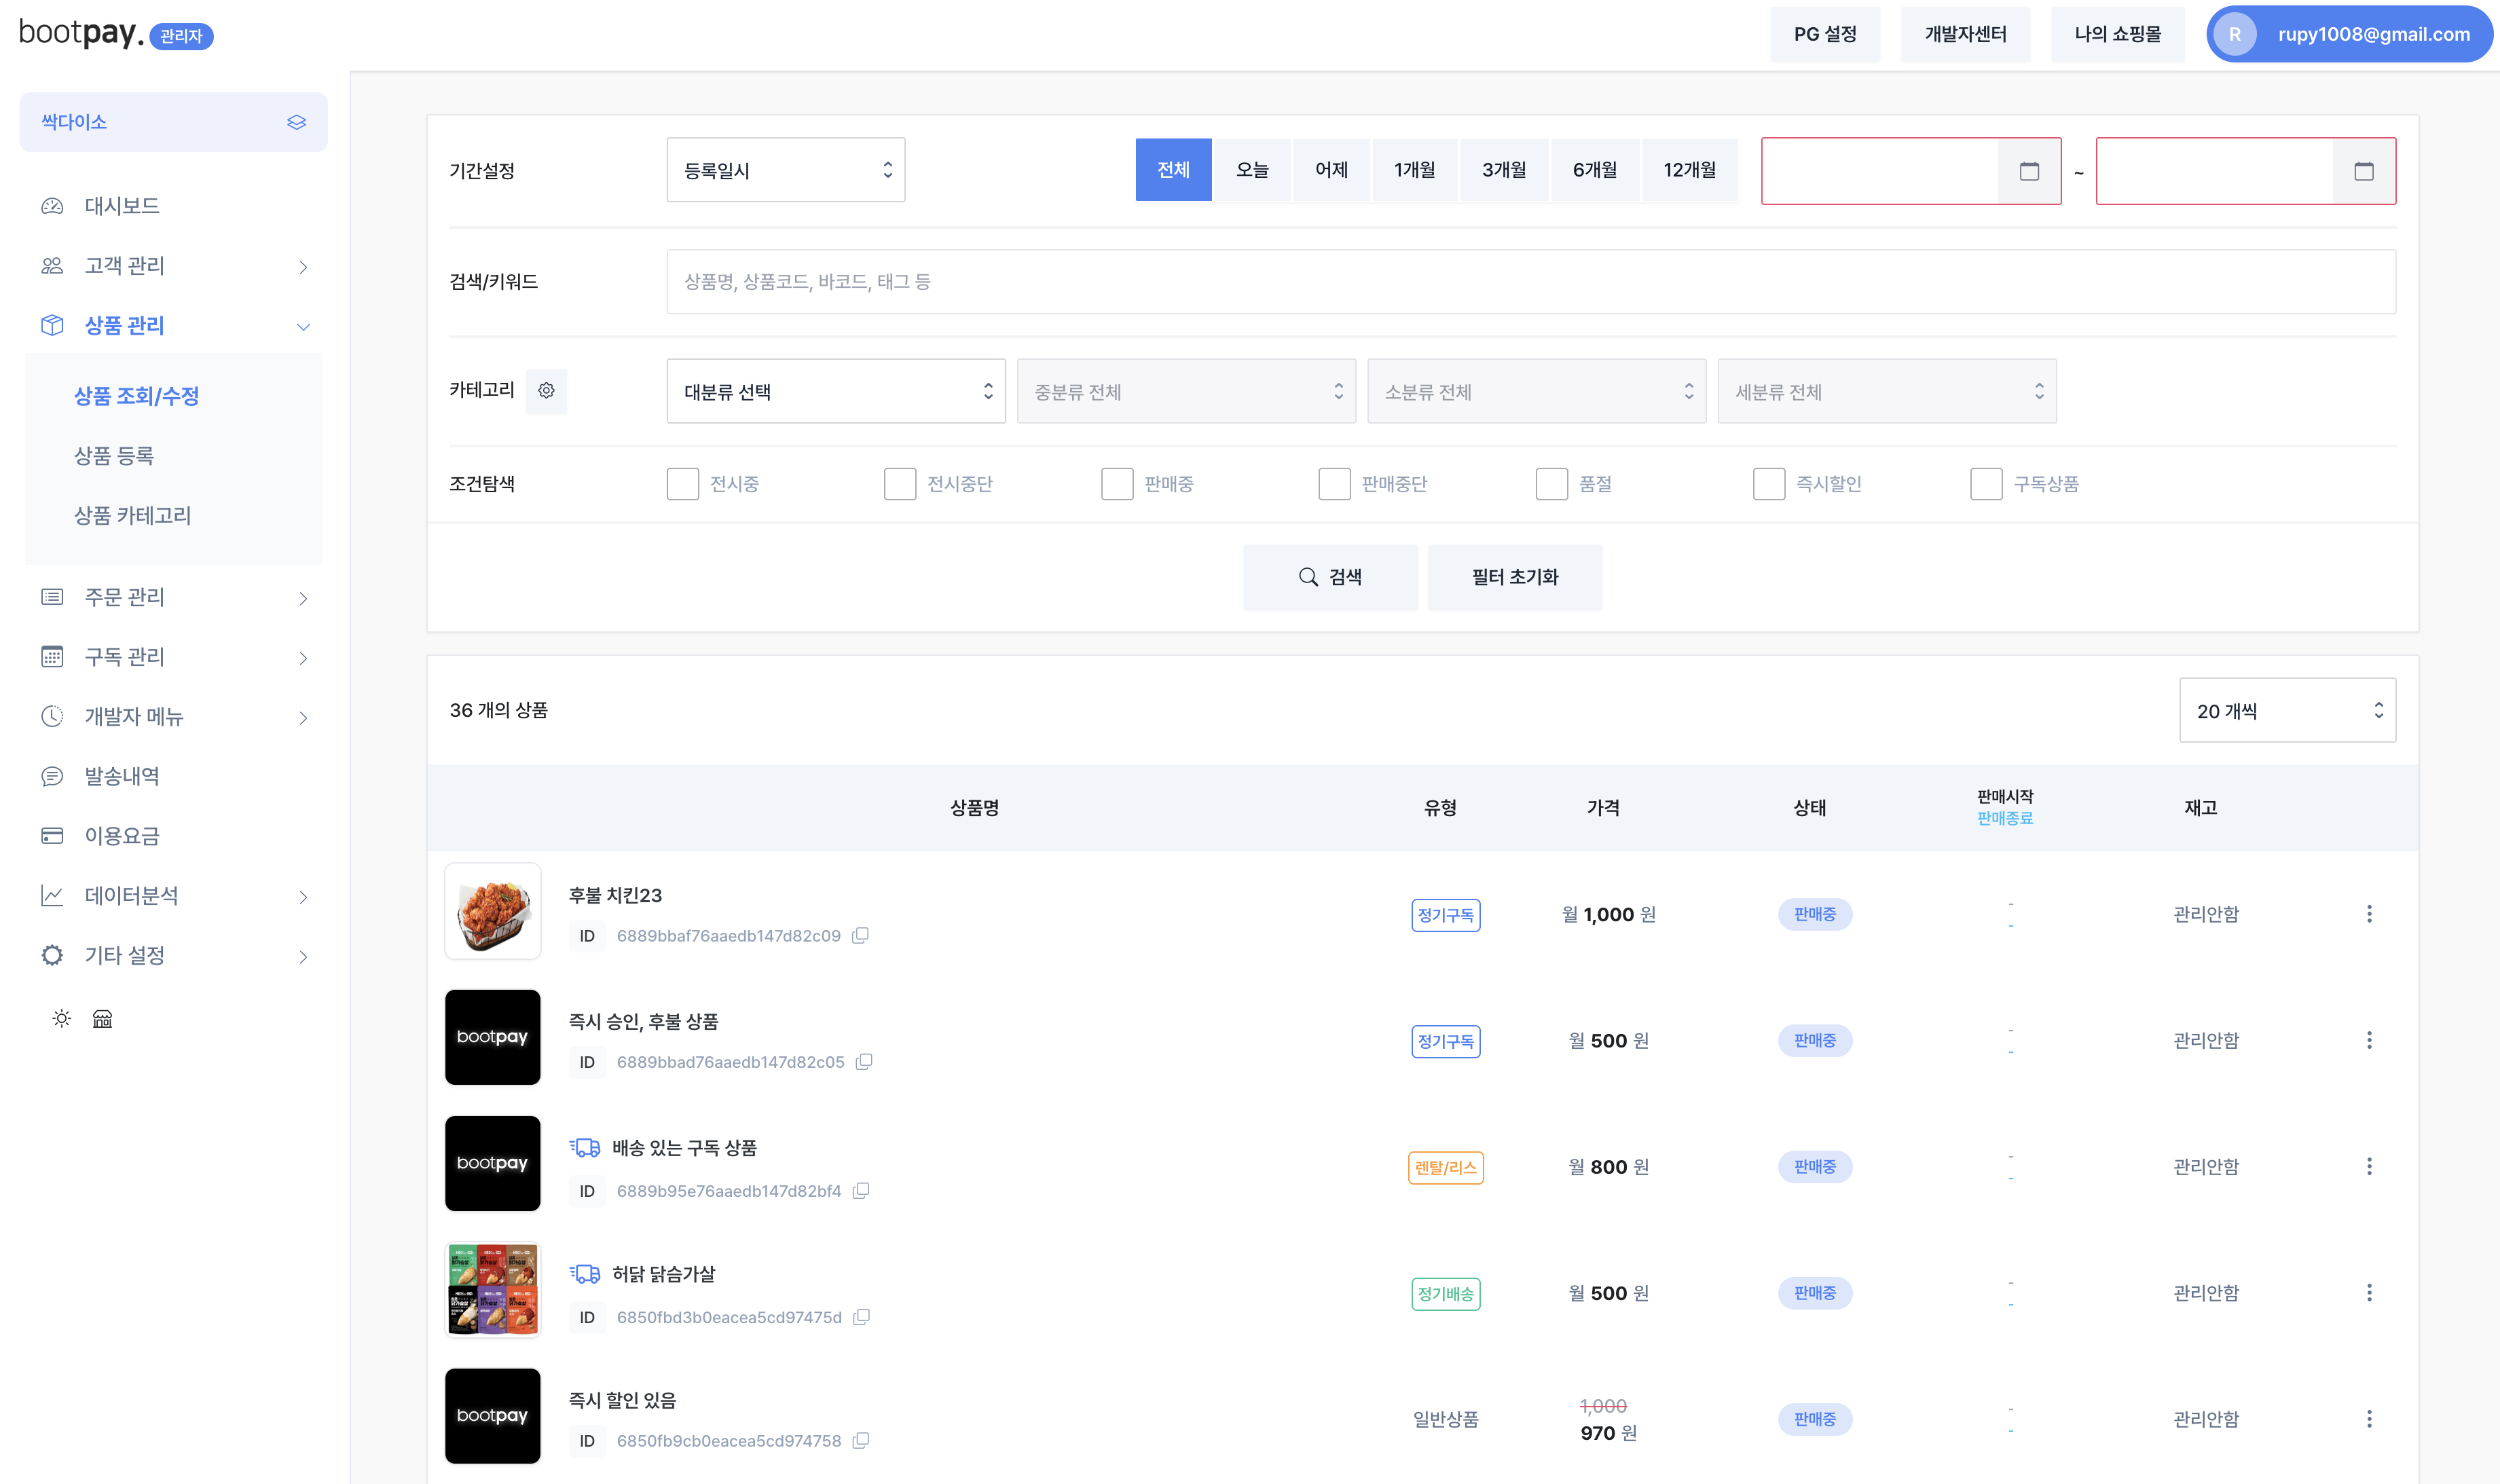 bootpay. 관리자
PG 설정
개발자센터
나의 쇼핑몰
R
rupy1008@gmail.com
싹다이소
대시보드
고객 관리
상품 관리
상품 조회/수정
상품 등록
상품 카테고리
주문 관리
구독 관리
개발자 메뉴
발송내역
이용요금
데이터분석
기타 설정
기간설정
등록일시
전체 오늘 어제 1개월 3개월 6개월 12개월
~
검색/키워드
상품명, 상품코드, 바코드, 태그 등
카테고리
대분류 선택
중분류 전체
소분류 전체
세분류 전체
조건탐색
전시중
전시중단
판매중
판매중단
품절
즉시할인
구독상품
검색
필터 초기화
36 개의 상품
20 개씩
상품명
유형
가격
상태
판매시작
판매종료
재고
후불 치킨23
ID 6889bbaf76aaedb147d82c09
정기구독
월 1,000 원
판매중
-
-
관리안함
bootpay
즉시 승인, 후불 상품
ID 6889bbad76aaedb147d82c05
정기구독
월 500 원
판매중
-
-
관리안함
bootpay
배송 있는 구독 상품
ID 6889b95e76aaedb147d82bf4
렌탈/리스
월 800 원
판매중
-
-
관리안함
허닭 닭슴가살
ID 6850fbd3b0eacea5cd97475d
정기배송
월 500 원
판매중
-
-
관리안함
bootpay
즉시 할인 있음
ID 6850fb9cb0eacea5cd974758
일반상품
1,000
970 원
판매중
-
-
관리안함